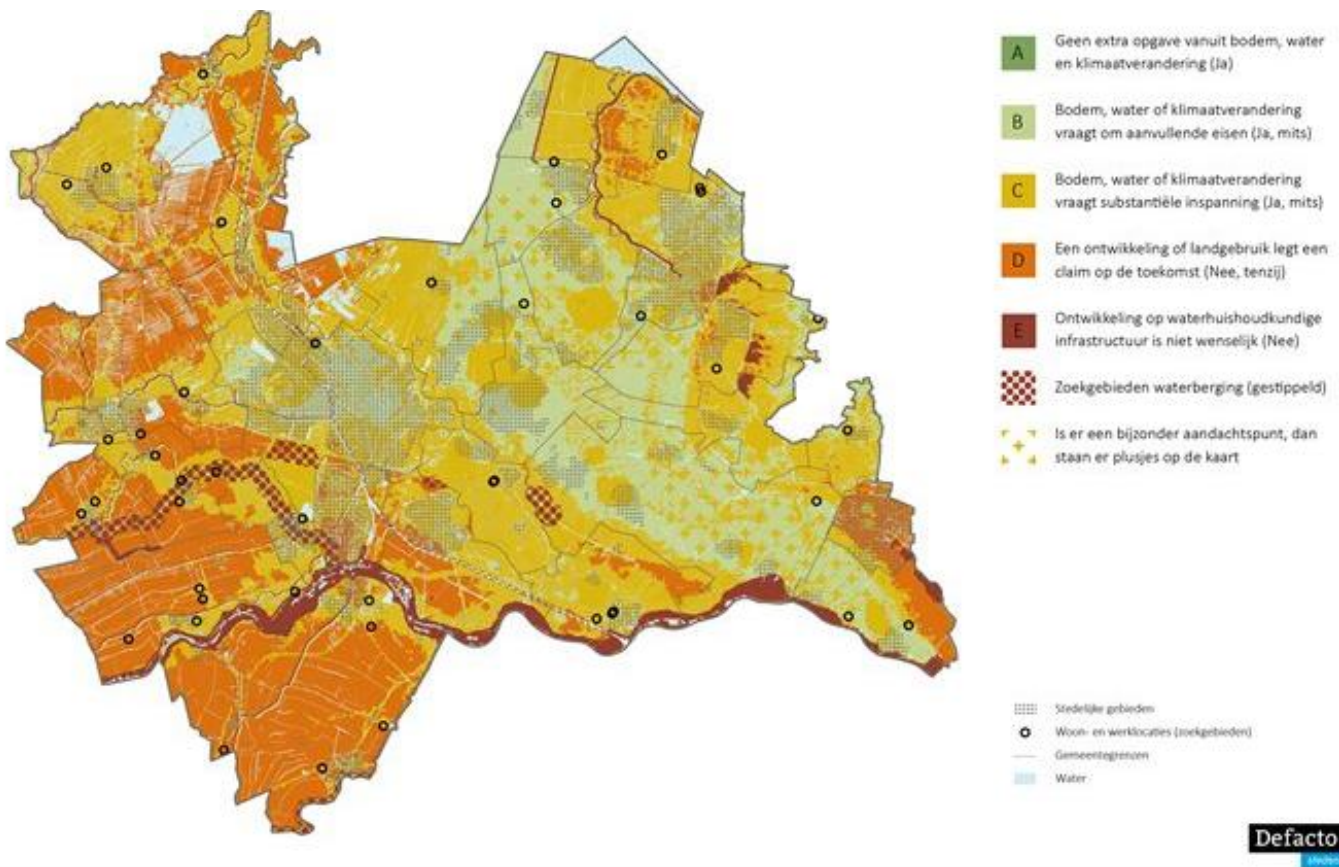 A
Geen extra opgave vanuit bodem, water
en klimaatverandering (Ja)
B
Bodem, water of klimaatverandering
vraagt om aanvullende eisen (Ja, mits)
C
Bodem, water of klimaatverandering
vraagt substantiële inspanning (Ja, mits)
D
Een ontwikkeling of landgebruik legt een
claim op de toekomst (Nee, tenzij)
E
Ontwikkeling op waterhuishoudkundige
infrastructuur is niet wenselijk (Nee)
Zoekgebieden waterberging (gestippeld)
Is er een bijzonder aandachtspunt, dan
staan er plusjes op de kaart
Stedelijke gebieden
Woon- en werklocaties (zoekgebieden)
Gemeentegrenzen
Water
Defacto